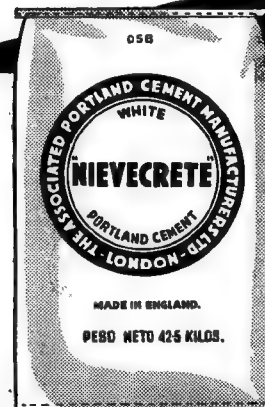 05B
THE ASSOCIATED PORTLAND CEMENT MANUFACTURERS LTD · LONDON ·
WHITE
"NIEVECRETE"
PORTLAND CEMENT
MADE IN ENGLAND.
PESO NETO 42·5 KILOS.